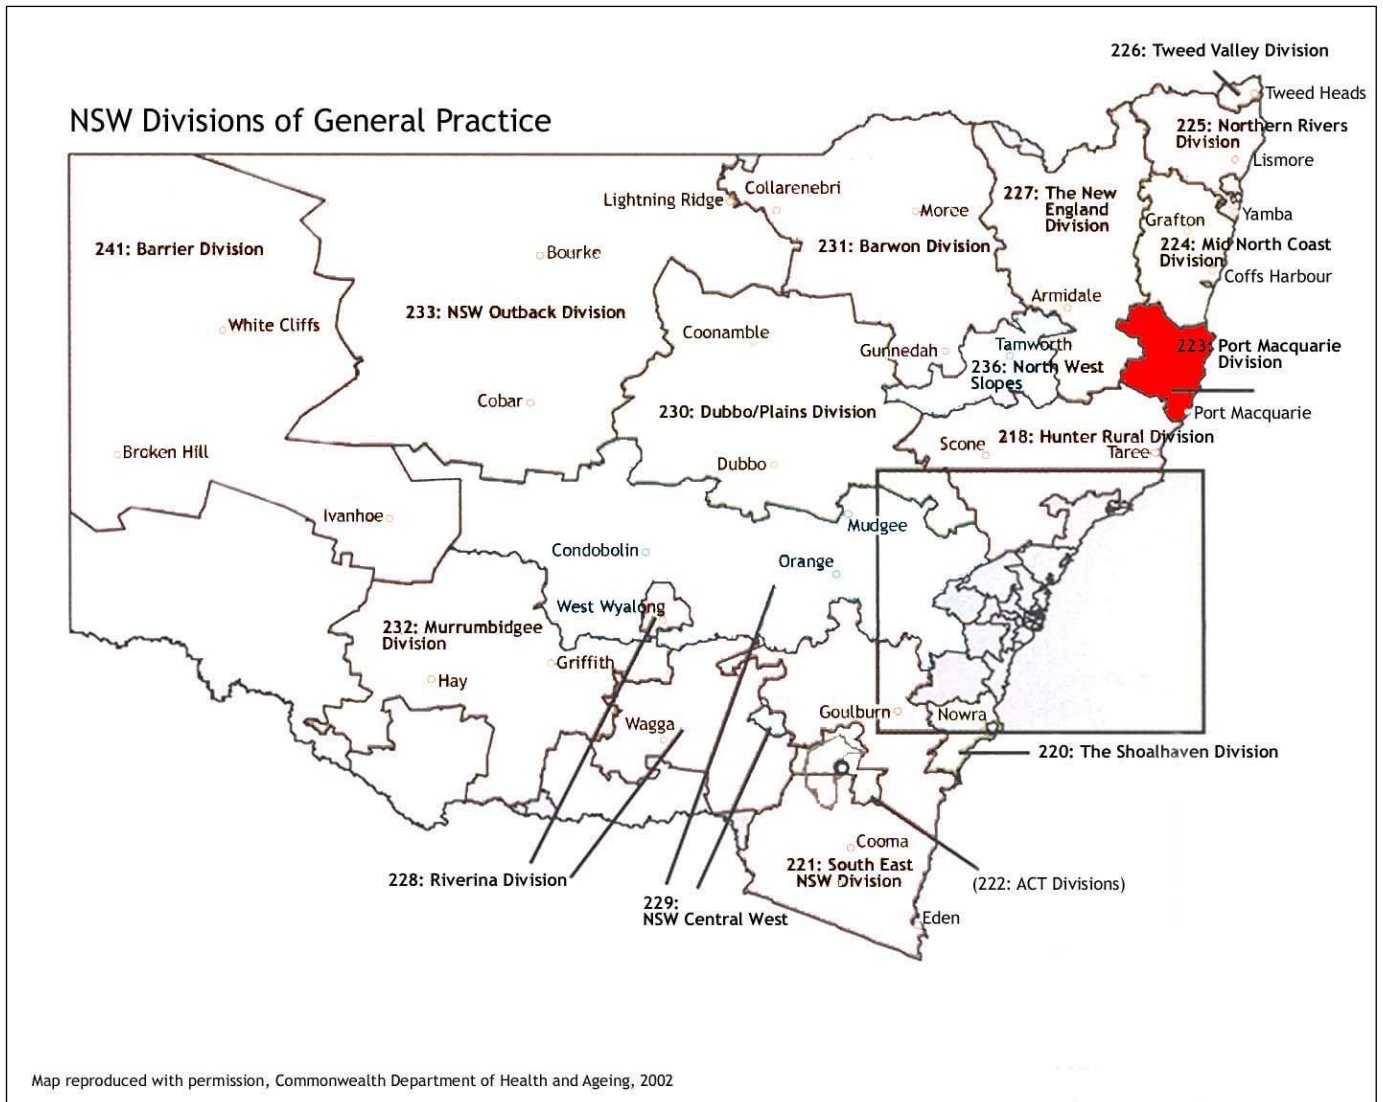 226: Tweed Valley Division
Tweed Heads
NSW Divisions of General Practice
225: Northern Rivers
Division
Lismore
Lightning Ridge
Collarenebri
Moree
227: The New
England
Division
Grafton
Yamba
241: Barrier Division
Bourke
231: Barwon Division
224: Mid North Coast
Division
Coffs Harbour
Armidale
White Cliffs
233: NSW Outback Division
Coonamble
Gunnedah
Tamworth
236: North West
Slopes
223: Port Macquarie
Division
Cobar
230: Dubbo/Plains Division
Port Macquarie
Broken Hill
Dubbo
Scone
218: Hunter Rural Division
Taree
Ivanhoe
Mudgee
Condobolin
Orange
West Wyalong
232: Murrumbidgee
Division
Griffith
Hay
Wagga
Goulburn
Nowra
220: The Shoalhaven Division
Cooma
221: South East
NSW Division
228: Riverina Division
(222: ACT Divisions)
229:
NSW Central West
Eden
Map reproduced with permission, Commonwealth Department of Health and Ageing, 2002